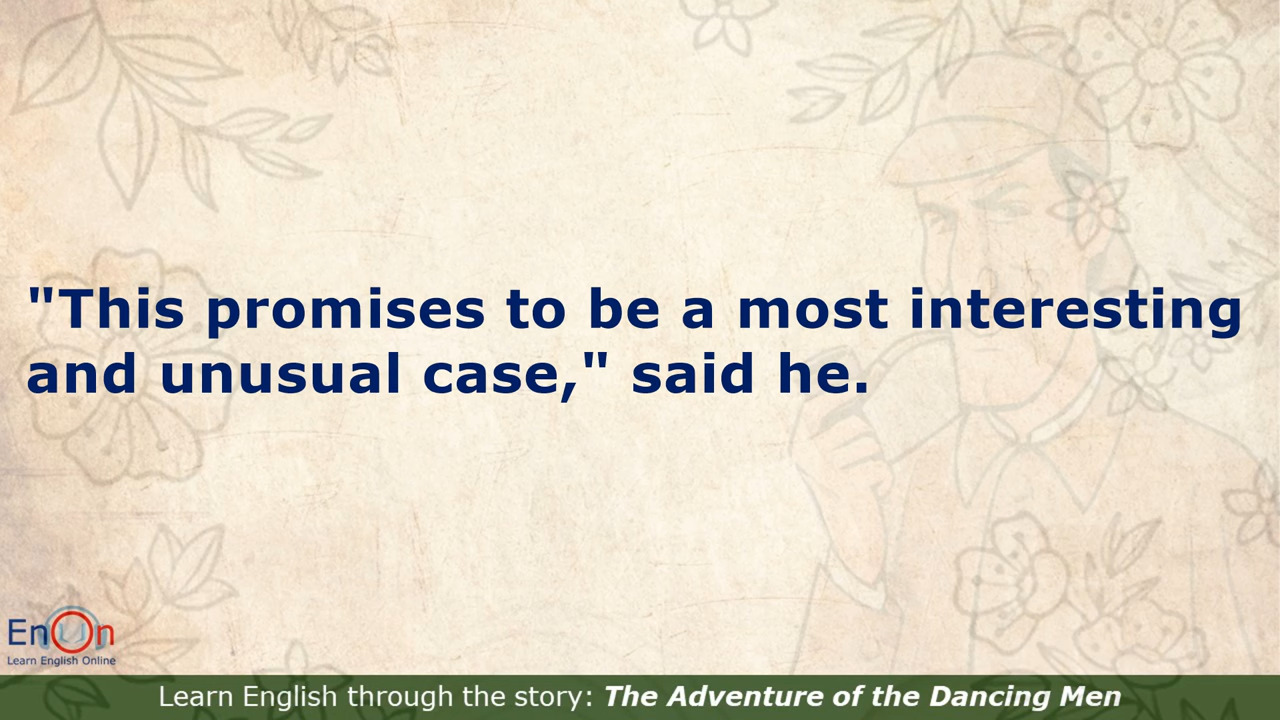 "This promises to be a most interesting
and unusual case," said he.
EnOn
Learn English Online
Learn English through the story: The Adventure of the Dancing Men